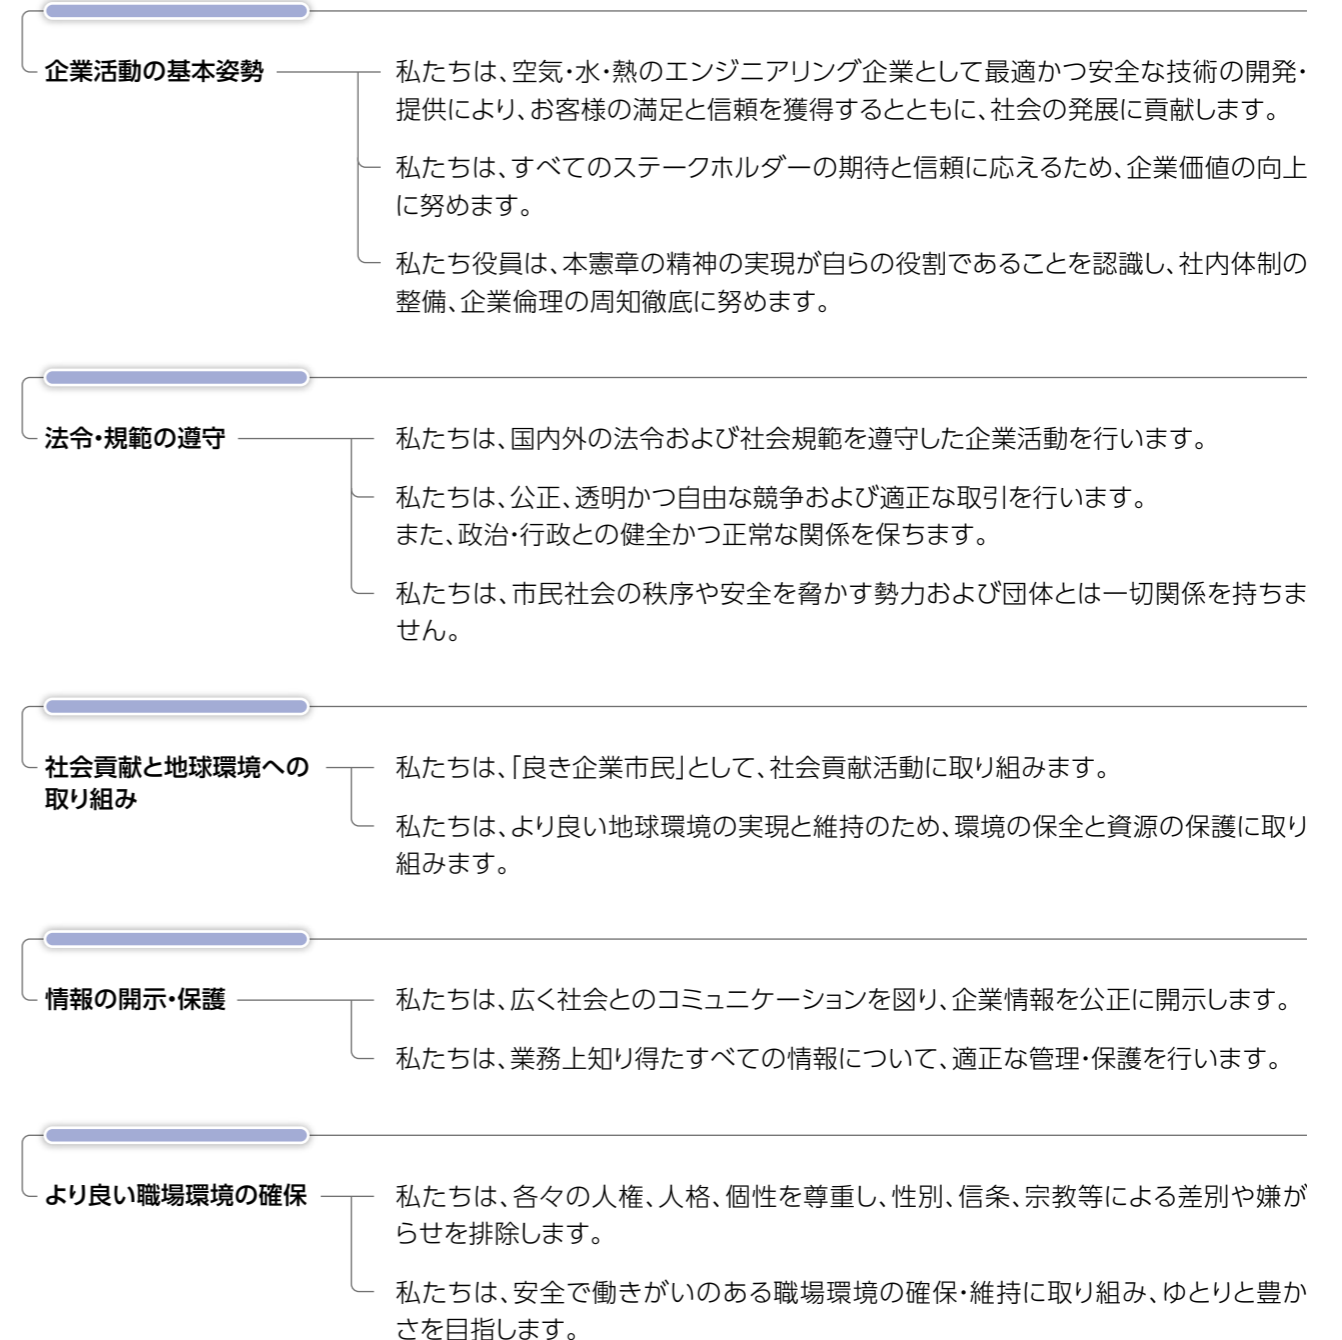 企業活動の基本姿勢
私たちは、空気・水・熱のエンジニアリング企業として最適かつ安全な技術の開発・
提供により、お客様の満足と信頼を獲得するとともに、社会の発展に貢献します。
私たちは、すべてのステークホルダーの期待と信頼に応えるため、企業価値の向上
に努めます。
私たち役員は、本憲章の精神の実現が自らの役割であることを認識し、社内体制の
整備、企業倫理の周知徹底に努めます。
法令・規範の遵守
私たちは、国内外の法令および社会規範を遵守した企業活動を行います。
私たちは、公正、透明かつ自由な競争および適正な取引を行います。
また、政治・行政との健全かつ正常な関係を保ちます。
私たちは、市民社会の秩序や安全を脅かす勢力および団体とは一切関係を持ちま
せん。
社会貢献と地球環境への
取り組み
私たちは、「良き企業市民」として、社会貢献活動に取り組みます。
私たちは、より良い地球環境の実現と維持のため、環境の保全と資源の保護に取り
組みます。
情報の開示・保護
私たちは、広く社会とのコミュニケーションを図り、企業情報を公正に開示します。
私たちは、業務上知り得たすべての情報について、適正な管理・保護を行います。
より良い職場環境の確保
私たちは、各々の人権、人格、個性を尊重し、性別、信条、宗教等による差別や嫌が
らせを排除します。
私たちは、安全で働きがいのある職場環境の確保・維持に取り組み、ゆとりと豊か
さを目指します。